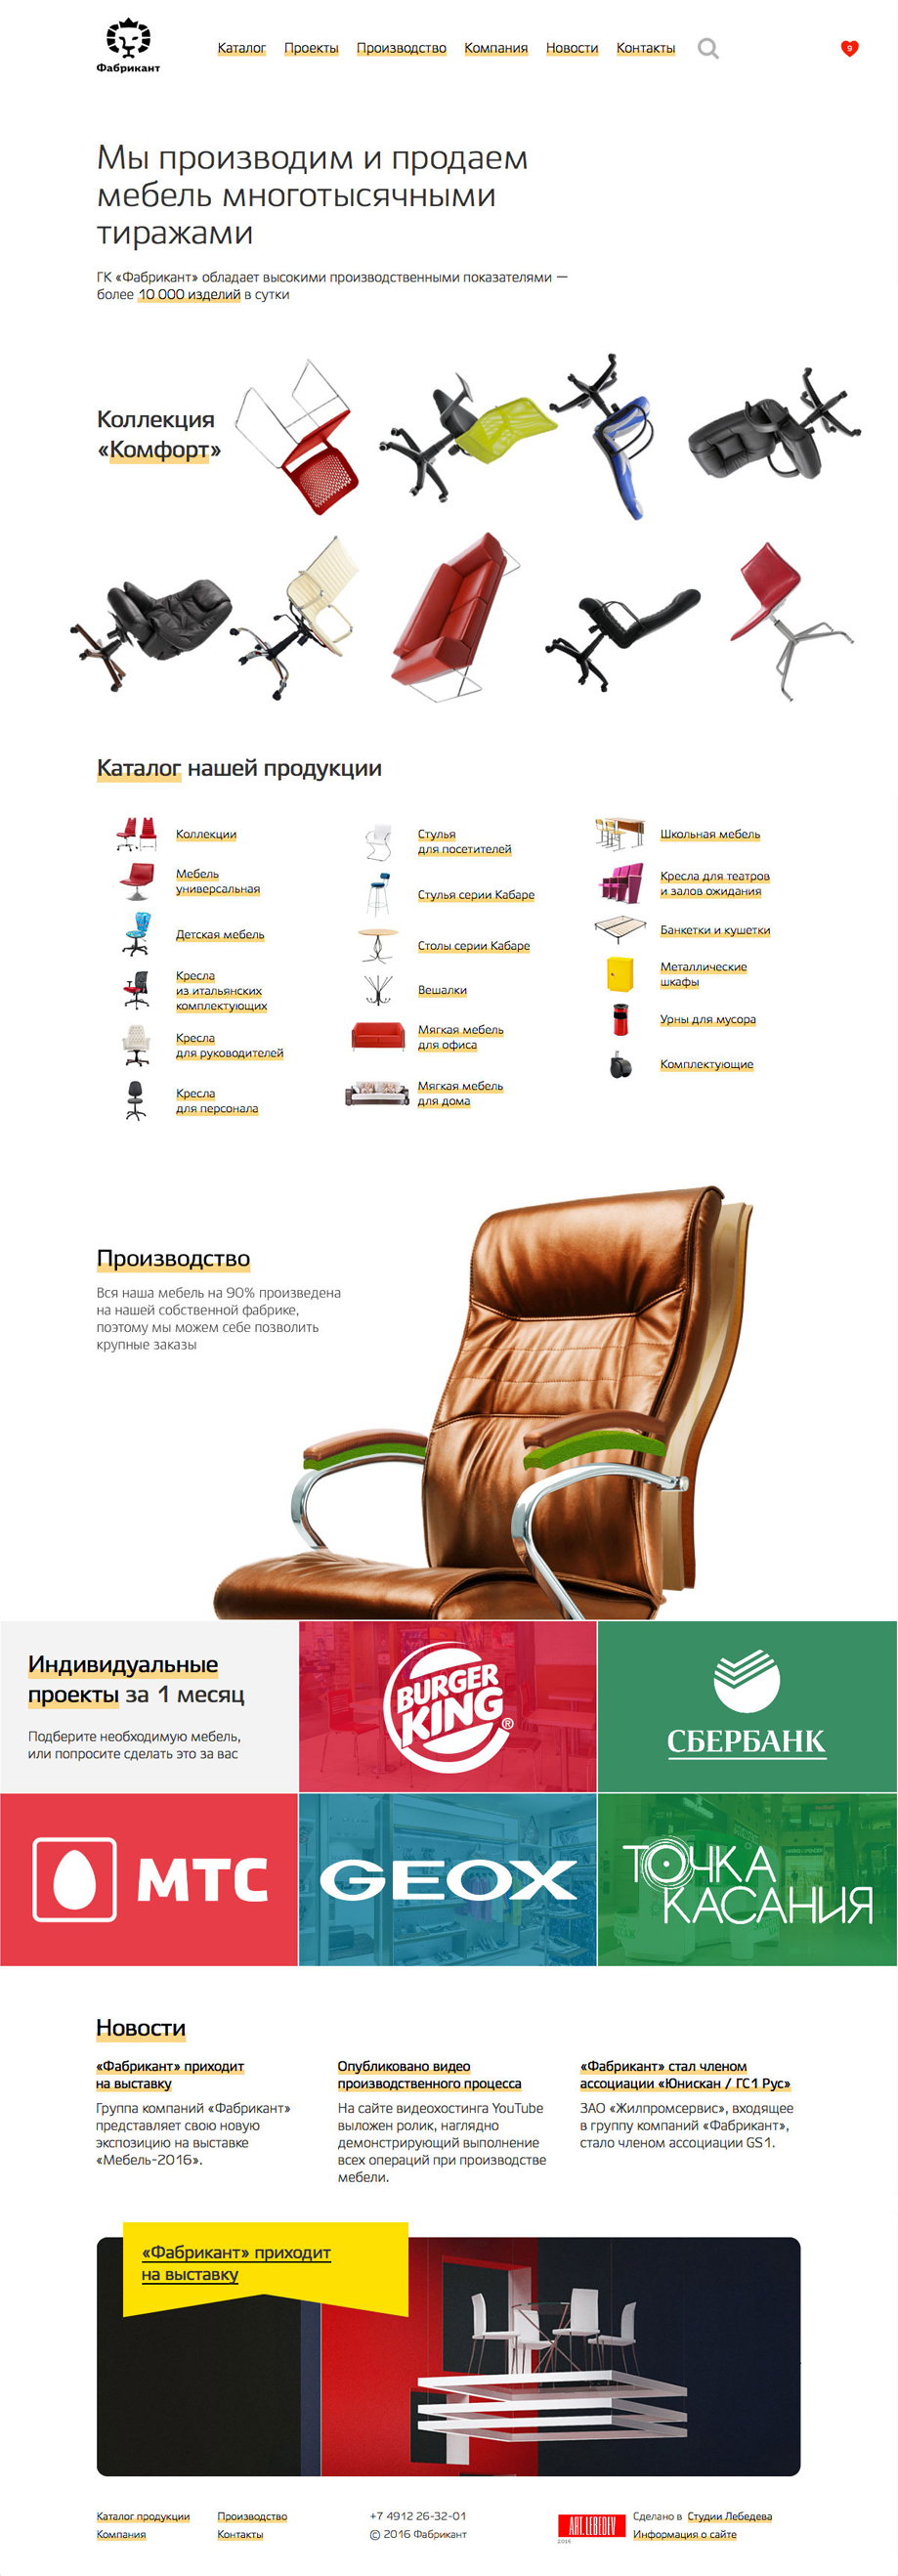 Фабрикант
Каталог Проекты Производство Компания Новости Контакты
9
Мы производим и продаем
мебель многотысячными
тиражами
ГК «Фабрикант» обладает высокими производственными показателями —
более 10 000 изделий в сутки
Коллекция
«Комфорт»
Каталог нашей продукции
Коллекции
Мебель
универсальная
Детская мебель
Кресла
из итальянских
комплектующих
Кресла
для руководителей
Кресла
для персонала
Стулья
для посетителей
Стулья серии Кабаре
Столы серии Кабаре
Вешалки
Мягкая мебель
для офиса
Мягкая мебель
для дома
Школьная мебель
Кресла для театров
и залов ожидания
Банкетки и кушетки
Металлические
шкафы
Урны для мусора
Комплектующие
Производство
Вся наша мебель на 90% произведена
на нашей собственной фабрике,
поэтому мы можем себе позволить
крупные заказы
Индивидуальные
проекты за 1 месяц
Подберите необходимую мебель,
или попросите сделать это за вас
BURGER
KING®
СБЕРБАНК
МТС
GEOX
ТОЧКА
КАСАНИЯ
Новости
«Фабрикант» приходит
на выставку
Группа компаний «Фабрикант»
представляет свою новую
экспозицию на выставке
«Мебель-2016».
Опубликовано видео
производственного процесса
На сайте видеохостинга YouTube
выложен ролик, наглядно
демонстрирующий выполнение
всех операций при производстве
мебели.
«Фабрикант» стал членом
ассоциации «Юнискан / ГС1 Рус»
ЗАО «Жилпромсервис», входящее
в группу компаний «Фабрикант»,
стало членом ассоциации GS1.
«Фабрикант» приходит
на выставку
Каталог продукции
Компания
Производство
Контакты
+7 4912 26-32-01
© 2016 Фабрикант
ART. LEBEDEV
2016
Сделано в Студии Лебедева
Информация о сайте